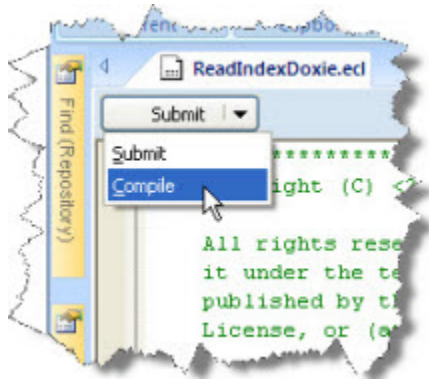 ReadIndexDoxie.ecl
Find (Repository)
Submit
Submit
Compile
**********
ight (C) <
All rights rese
it under the te
published by t
License, or (a